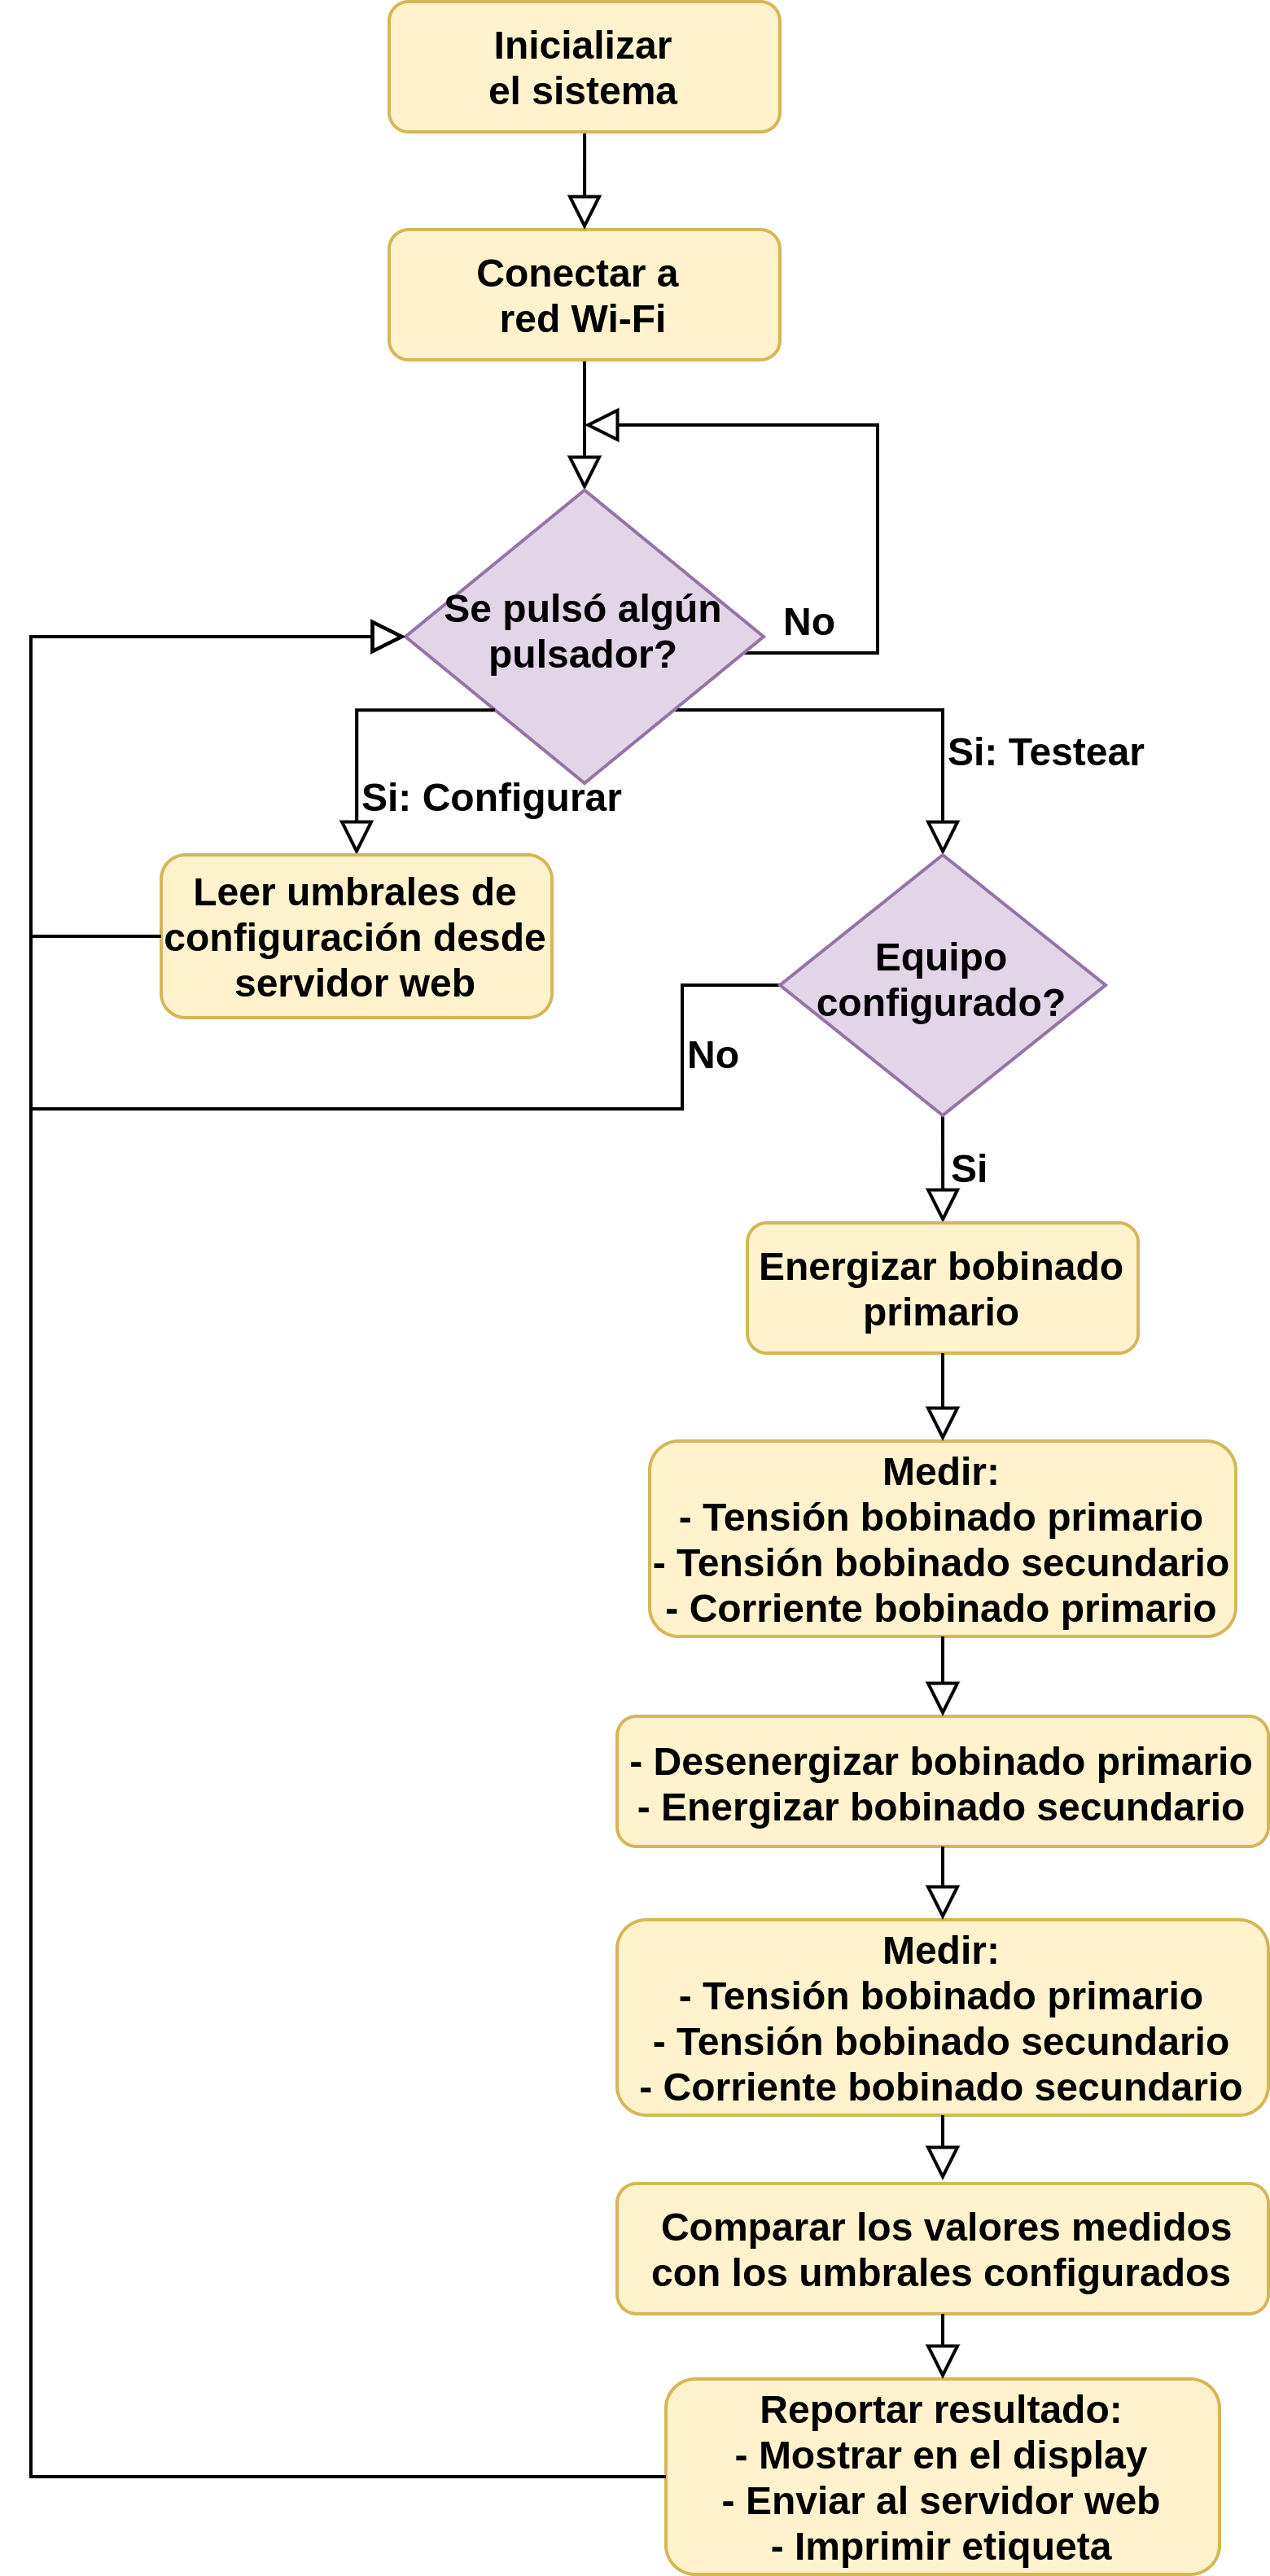 Inicializar
el sistema
Conectar a
red Wi-Fi
Se pulsó algún
pulsador?
No
Si: Testear
Si: Configurar
Leer umbrales de
configuración desde
servidor web
Equipo
configurado?
No
Si
Energizar bobinado
primario
Medir:
- Tensión bobinado primario
- Tensión bobinado secundario
- Corriente bobinado primario
- Desenergizar bobinado primario
- Energizar bobinado secundario
Medir:
- Tensión bobinado primario
- Tensión bobinado secundario
- Corriente bobinado secundario
Comparar los valores medidos
con los umbrales configurados
Reportar resultado:
- Mostrar en el display
- Enviar al servidor web
- Imprimir etiqueta